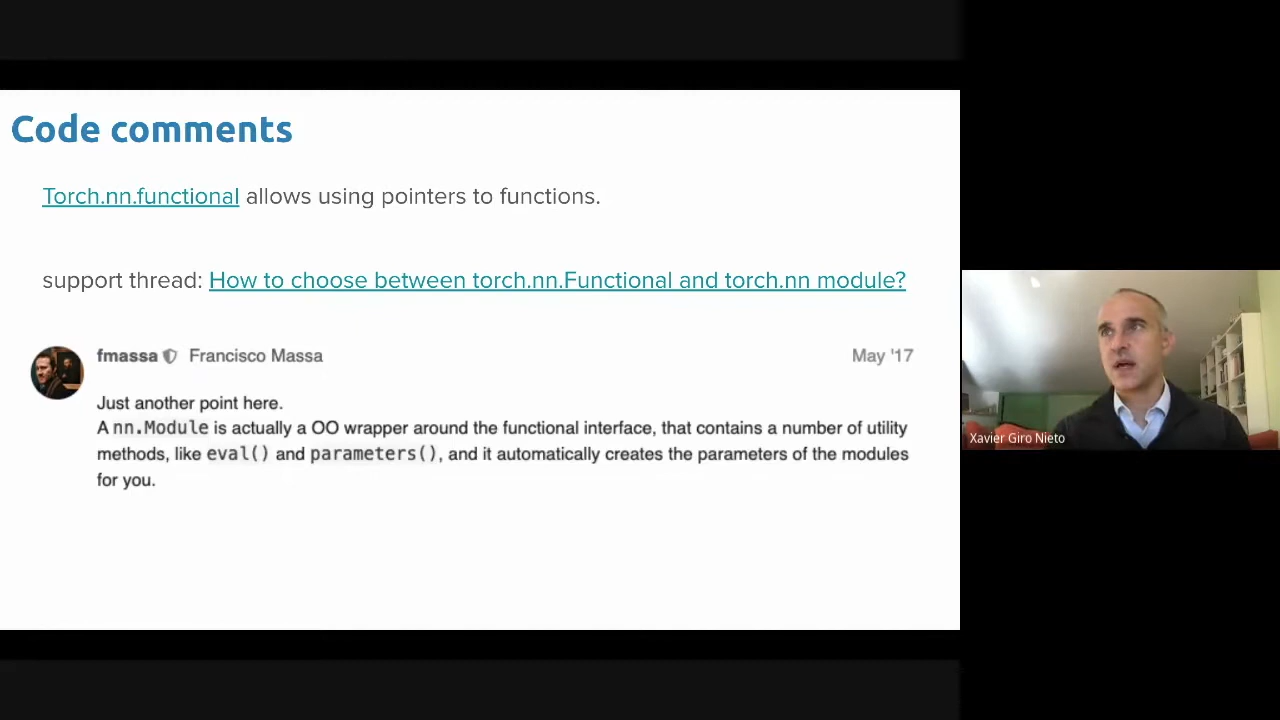 Code comments
Torch.nn.functional allows using pointers to functions.
support thread: How to choose between torch.nn.Functional and torch.nn module?
fmassa Francisco Massa May '17
Just another point here.
A nn.Module is actually a OO wrapper around the functional interface, that contains a number of utility
methods, like eval() and parameters(), and it automatically creates the parameters of the modules
for you.
Xavier Giro Nieto